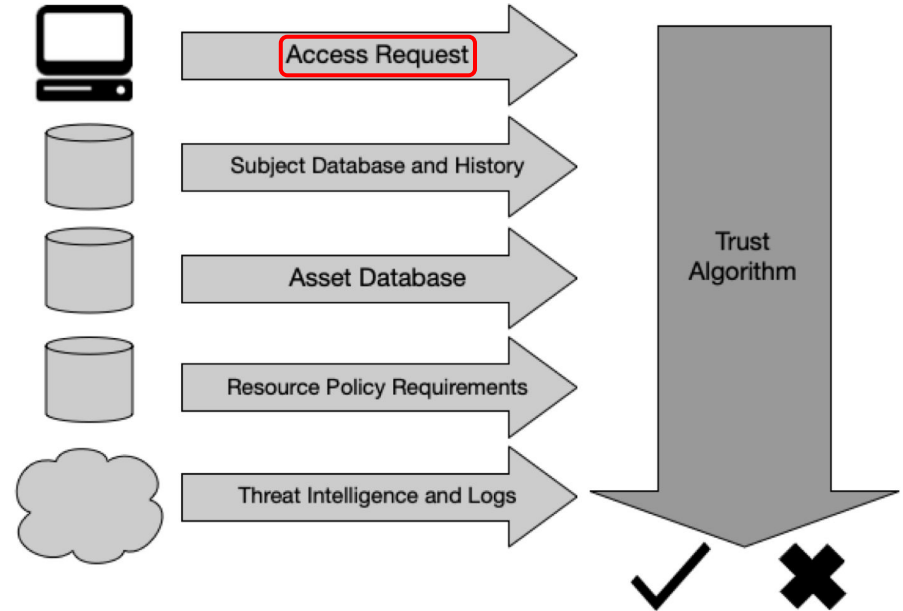 Access Request
Subject Database and History
Asset Database
Resource Policy Requirements
Threat Intelligence and Logs
Trust
Algorithm